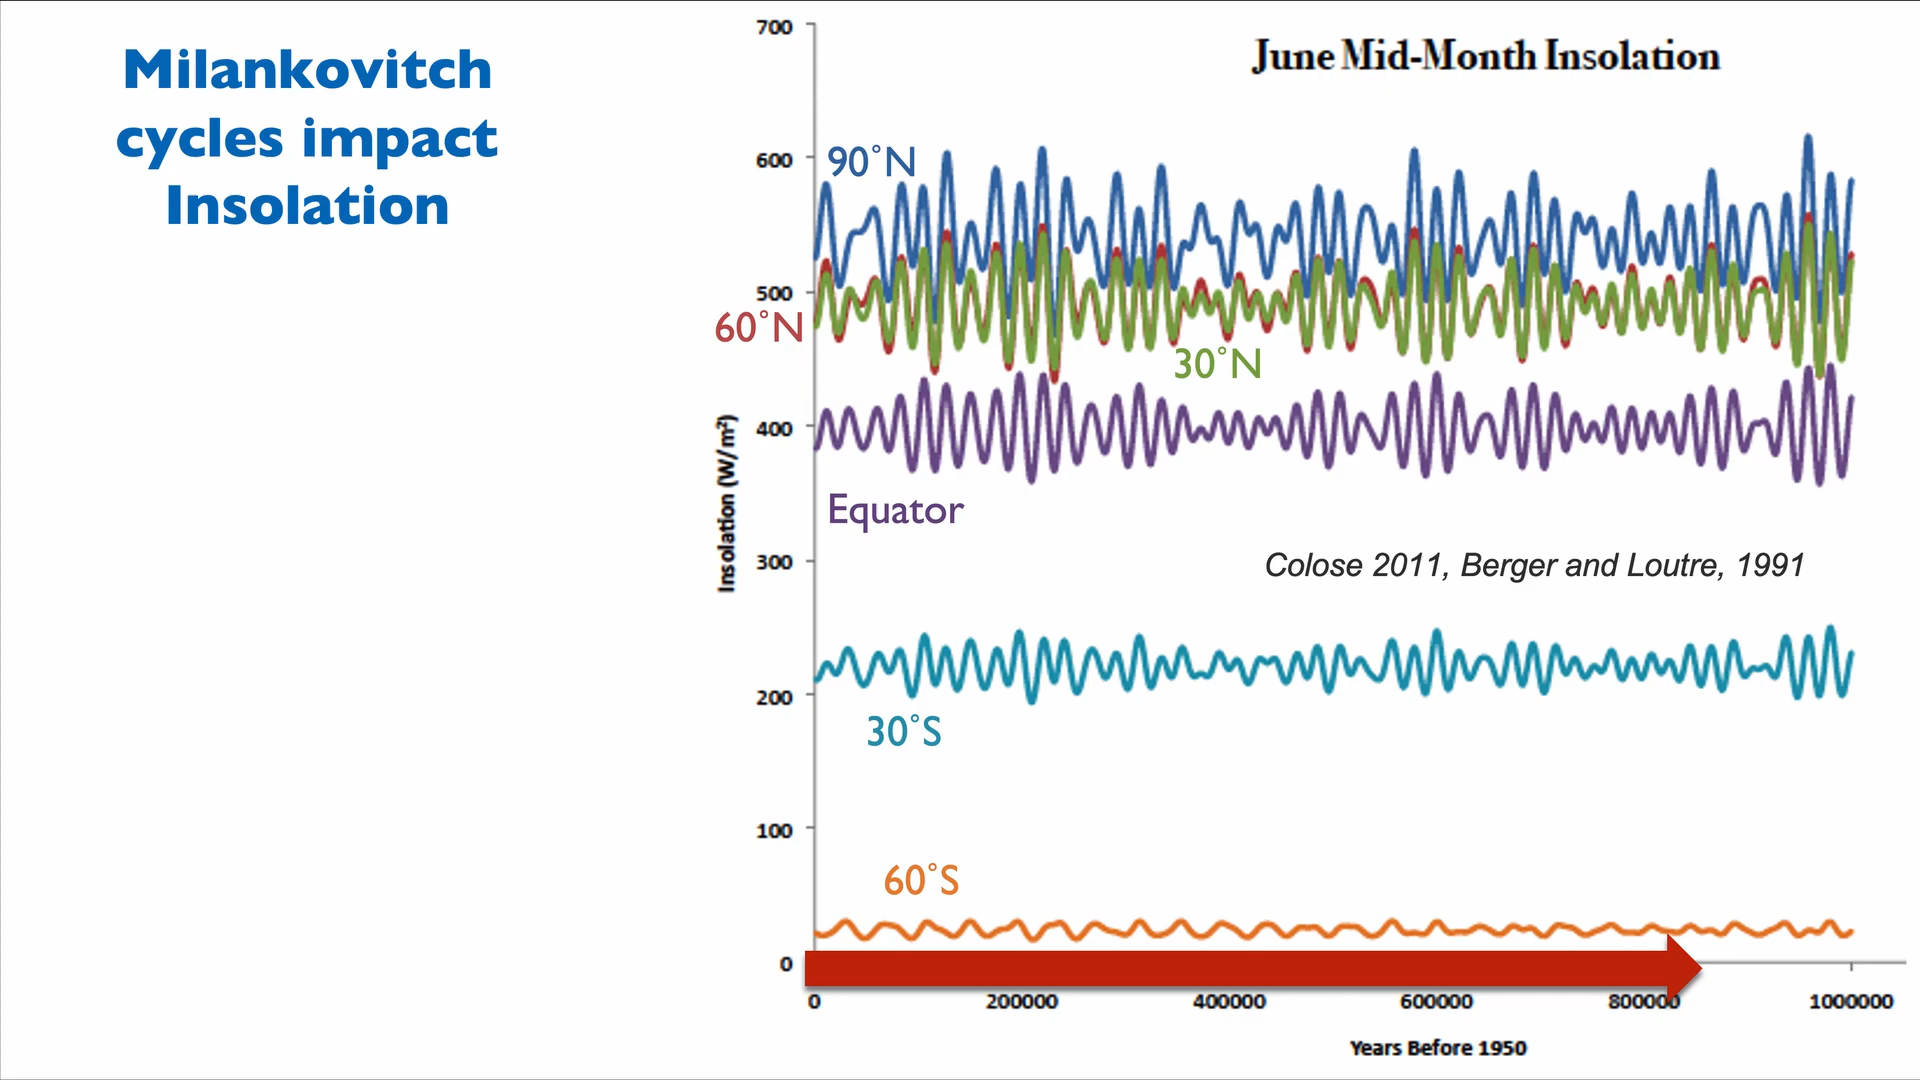 Milankovitch
cycles impact
Insolation
June Mid-Month Insolation
700
600
500
400
300
200
100
0
Insolation (W/m²)
90°N
60°N
30°N
Equator
Colose 2011, Berger and Loutre, 1991
30°S
60°S
0 200000 400000 600000 800000 1000000
Years Before 1950